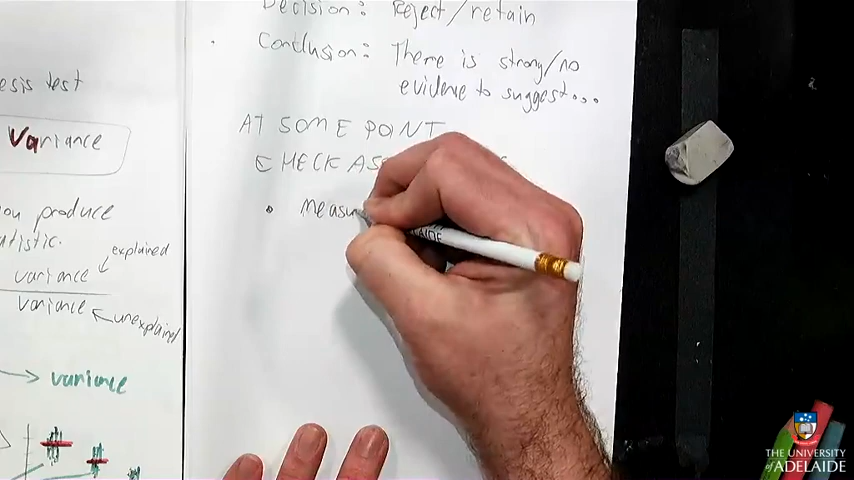 esis test
Variance
produce
atistic.
explained
variance
variance
unexplained
variance
Decision: Reject/retain
Conclusion: There is strong/no
evidence to suggest...
AT SOME POINT
CHECK AS
• Measu
THE UNIVERSITY
of ADELAIDE